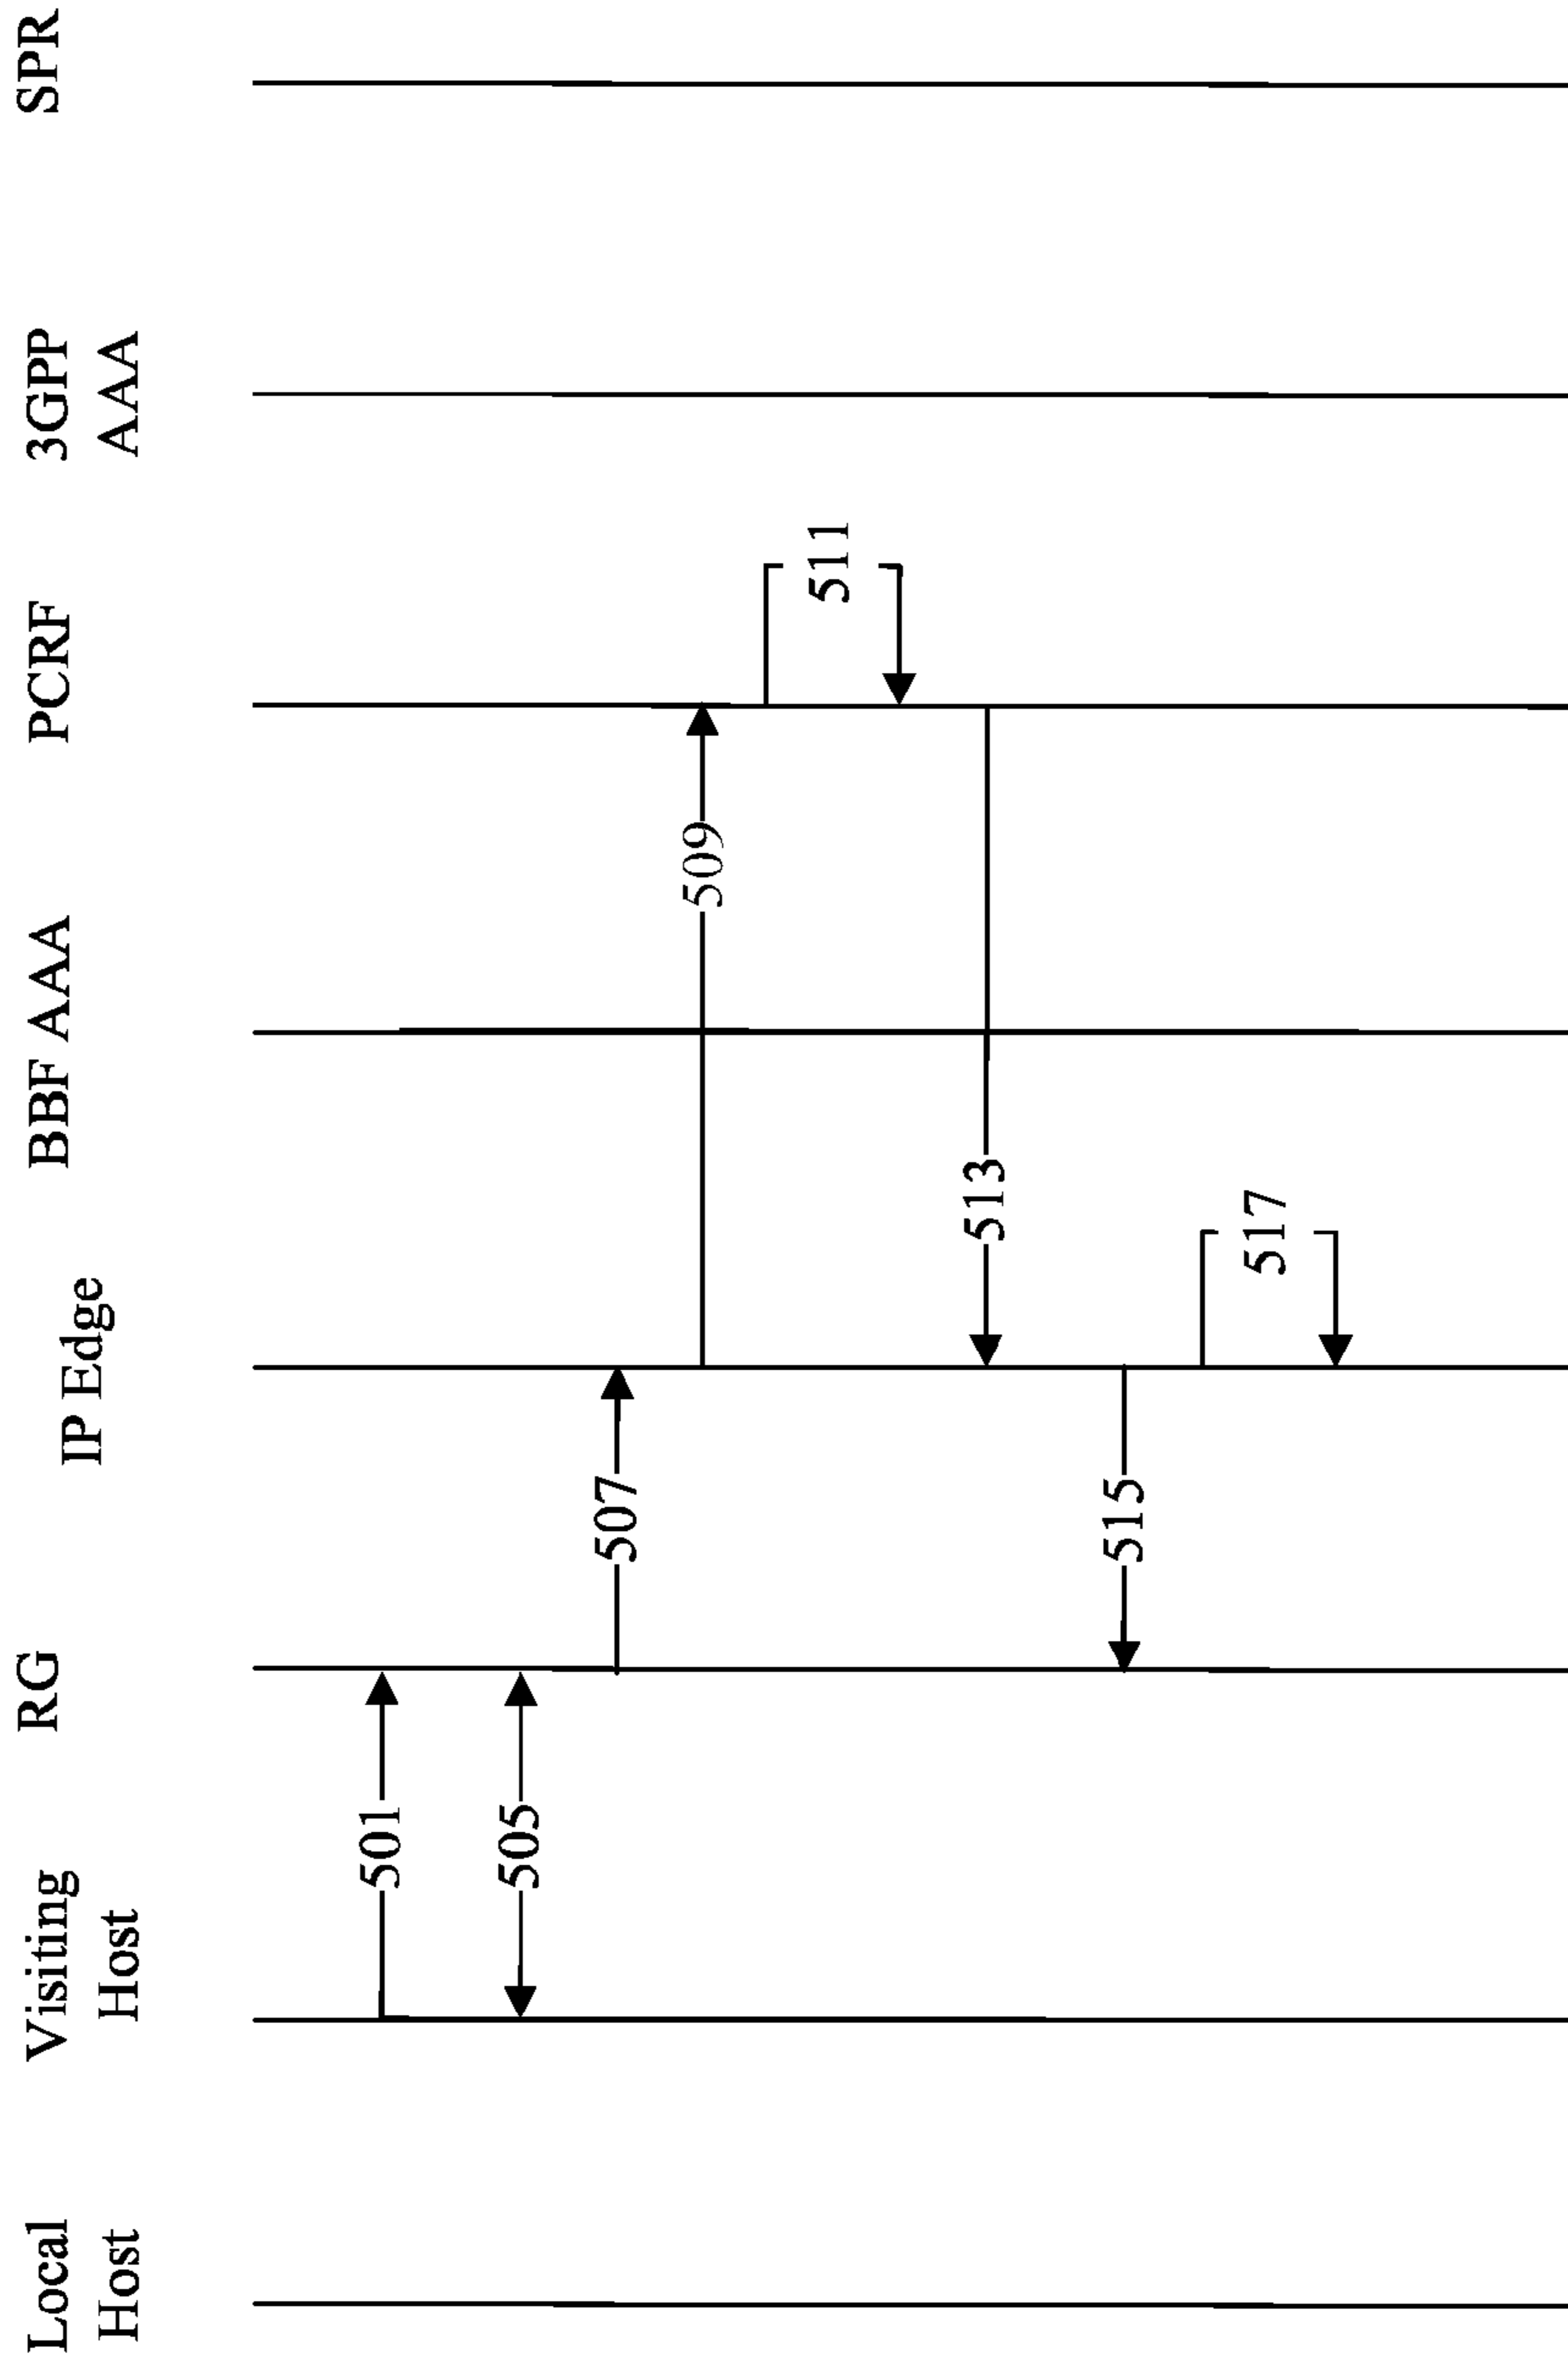 Local
Host
Visiting
Host
RG
IP Edge
BBF AAA
PCRF
3GPP
AAA
SPR
501
505
507
509
511
513
515
517